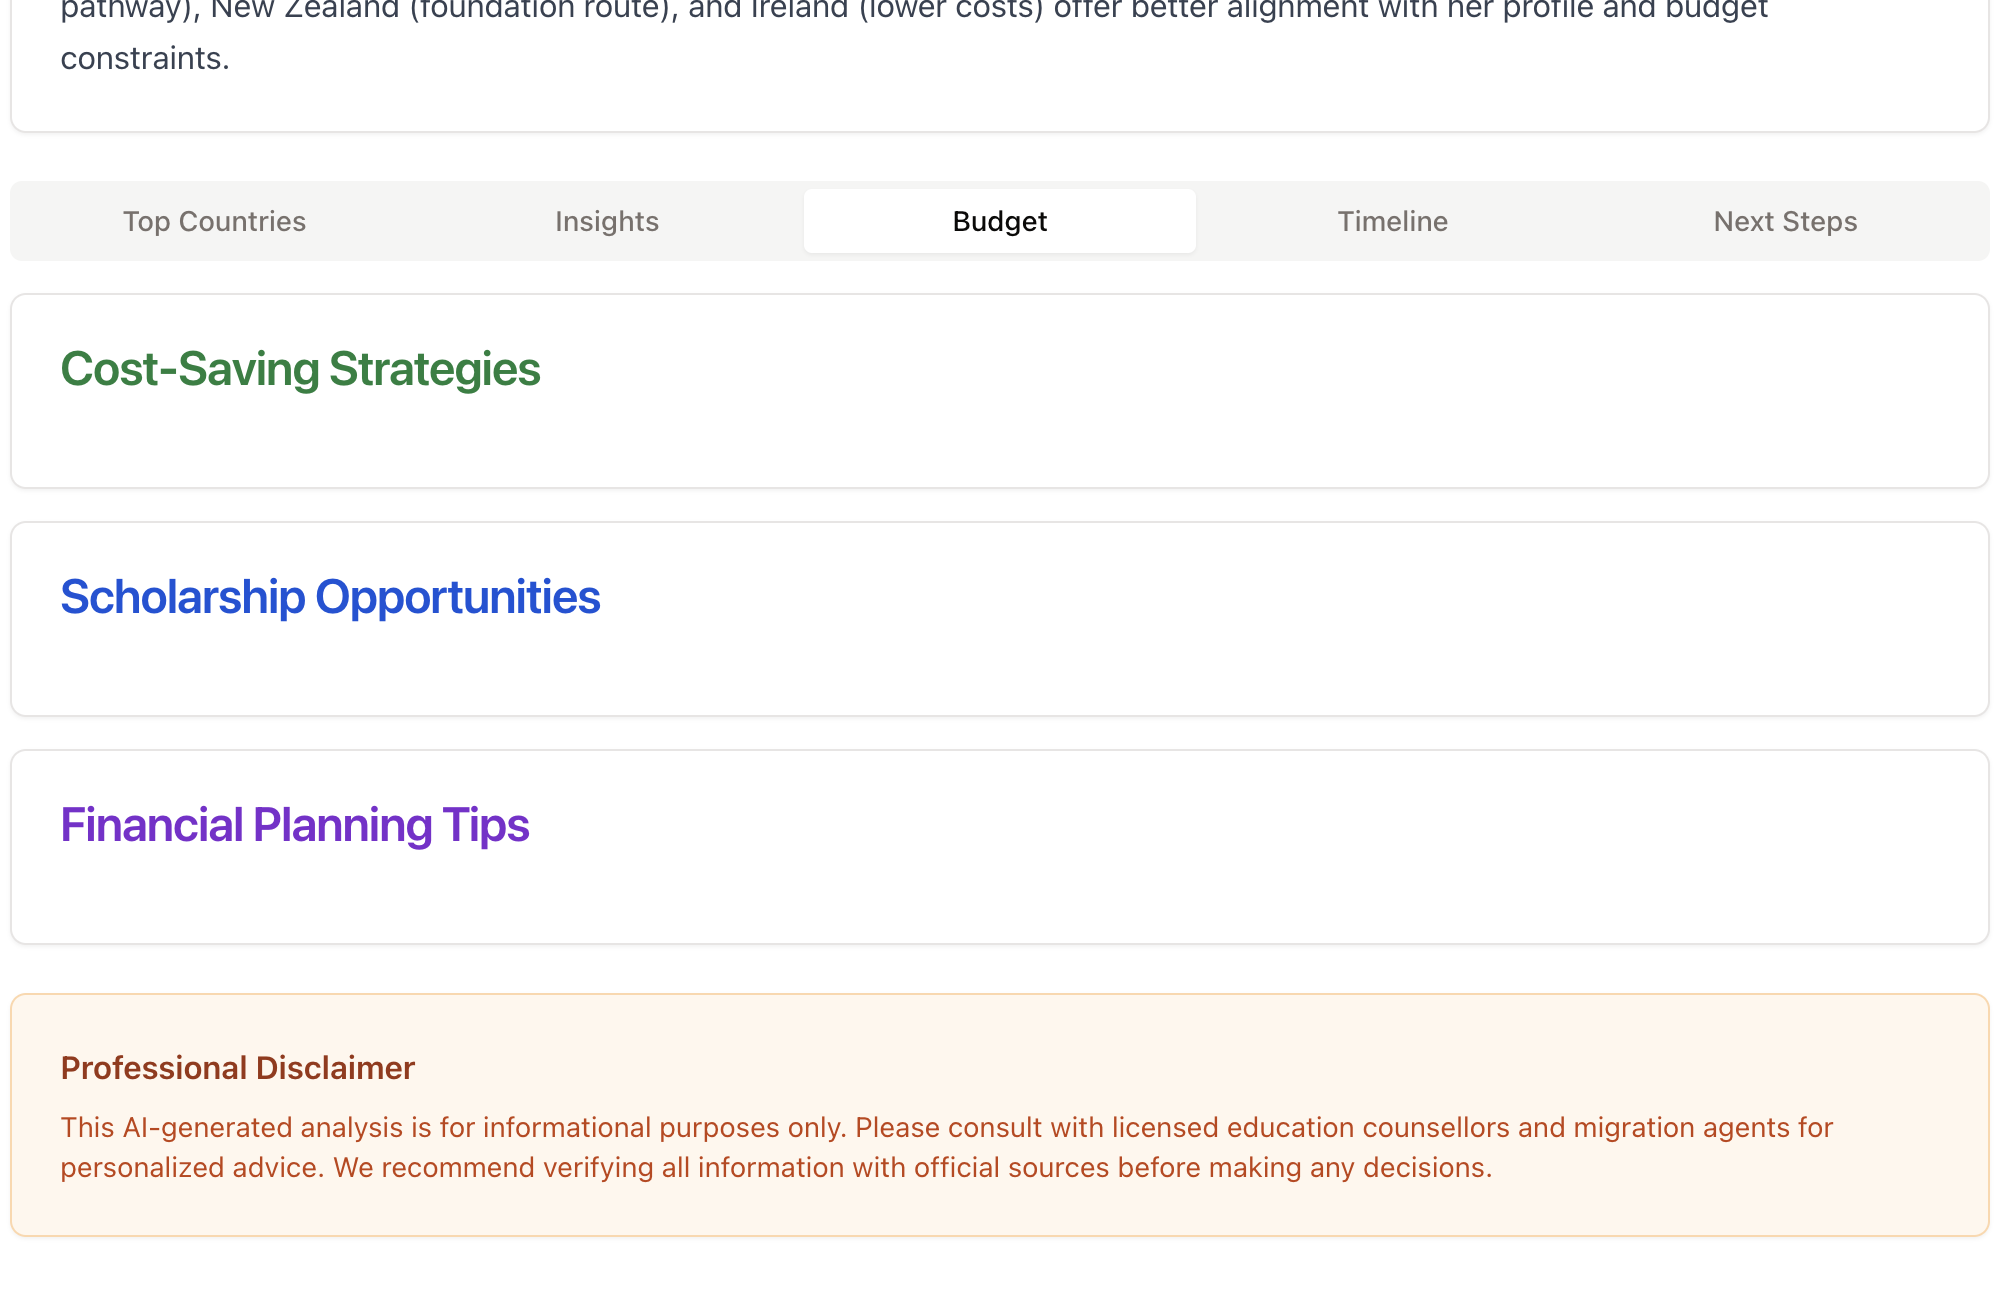 pathway), New Zealand (foundation route), and Ireland (lower costs) offer better alignment with her profile and budget
constraints.
Top Countries
Insights
Budget
Timeline
Next Steps
Cost-Saving Strategies
Scholarship Opportunities
Financial Planning Tips
Professional Disclaimer
This AI-generated analysis is for informational purposes only. Please consult with licensed education counsellors and migration agents for
personalized advice. We recommend verifying all information with official sources before making any decisions.